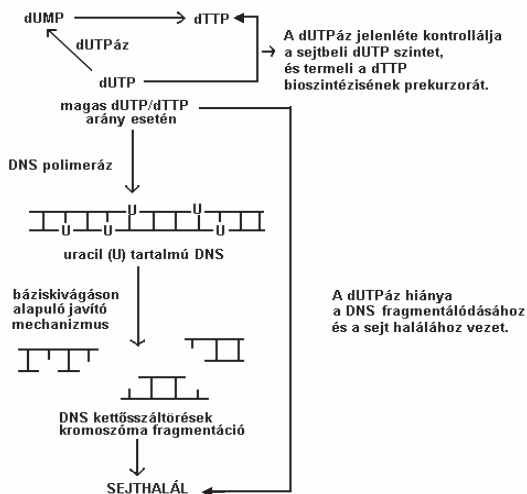 dUMP
dTTP
dUTPáz
dUTP
A dUTPáz jelenléte kontrollálja
a sejtbeli dUTP szintet,
és termeli a dTTP
bioszintézisének prekurzorát.
magas dUTP/dTTP
arány esetén
DNS polimeráz
U
U
U
U
U
uracil (U) tartalmú DNS
báziskivágáson
alapuló javító
mechanizmus
A dUTPáz hiánya
a DNS fragmentálódásához
és a sejt halálához vezet.
DNS kettősszáltörések
kromoszóma fragmentáció
SEJTHALÁL